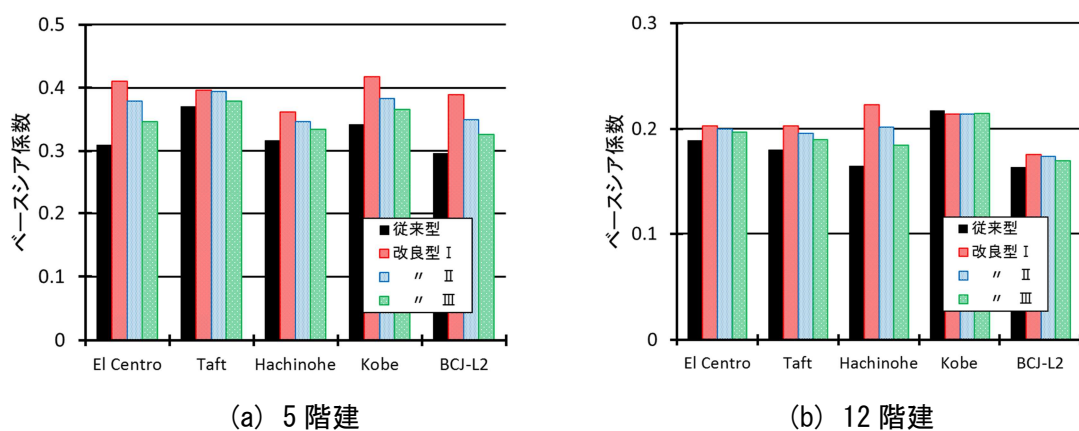 ベースシア係数
0.5
0.4
0.3
0.2
0.1
0
従来型
改良型 Ⅰ
〃 Ⅱ
〃 Ⅲ
El Centro Taft Hachinohe Kobe BCJ-L2
(a) 5 階建
ベースシア係数
0.3
0.2
0.1
0
従来型
改良型 Ⅰ
〃 Ⅱ
〃 Ⅲ
El Centro Taft Hachinohe Kobe BCJ-L2
(b) 12 階建